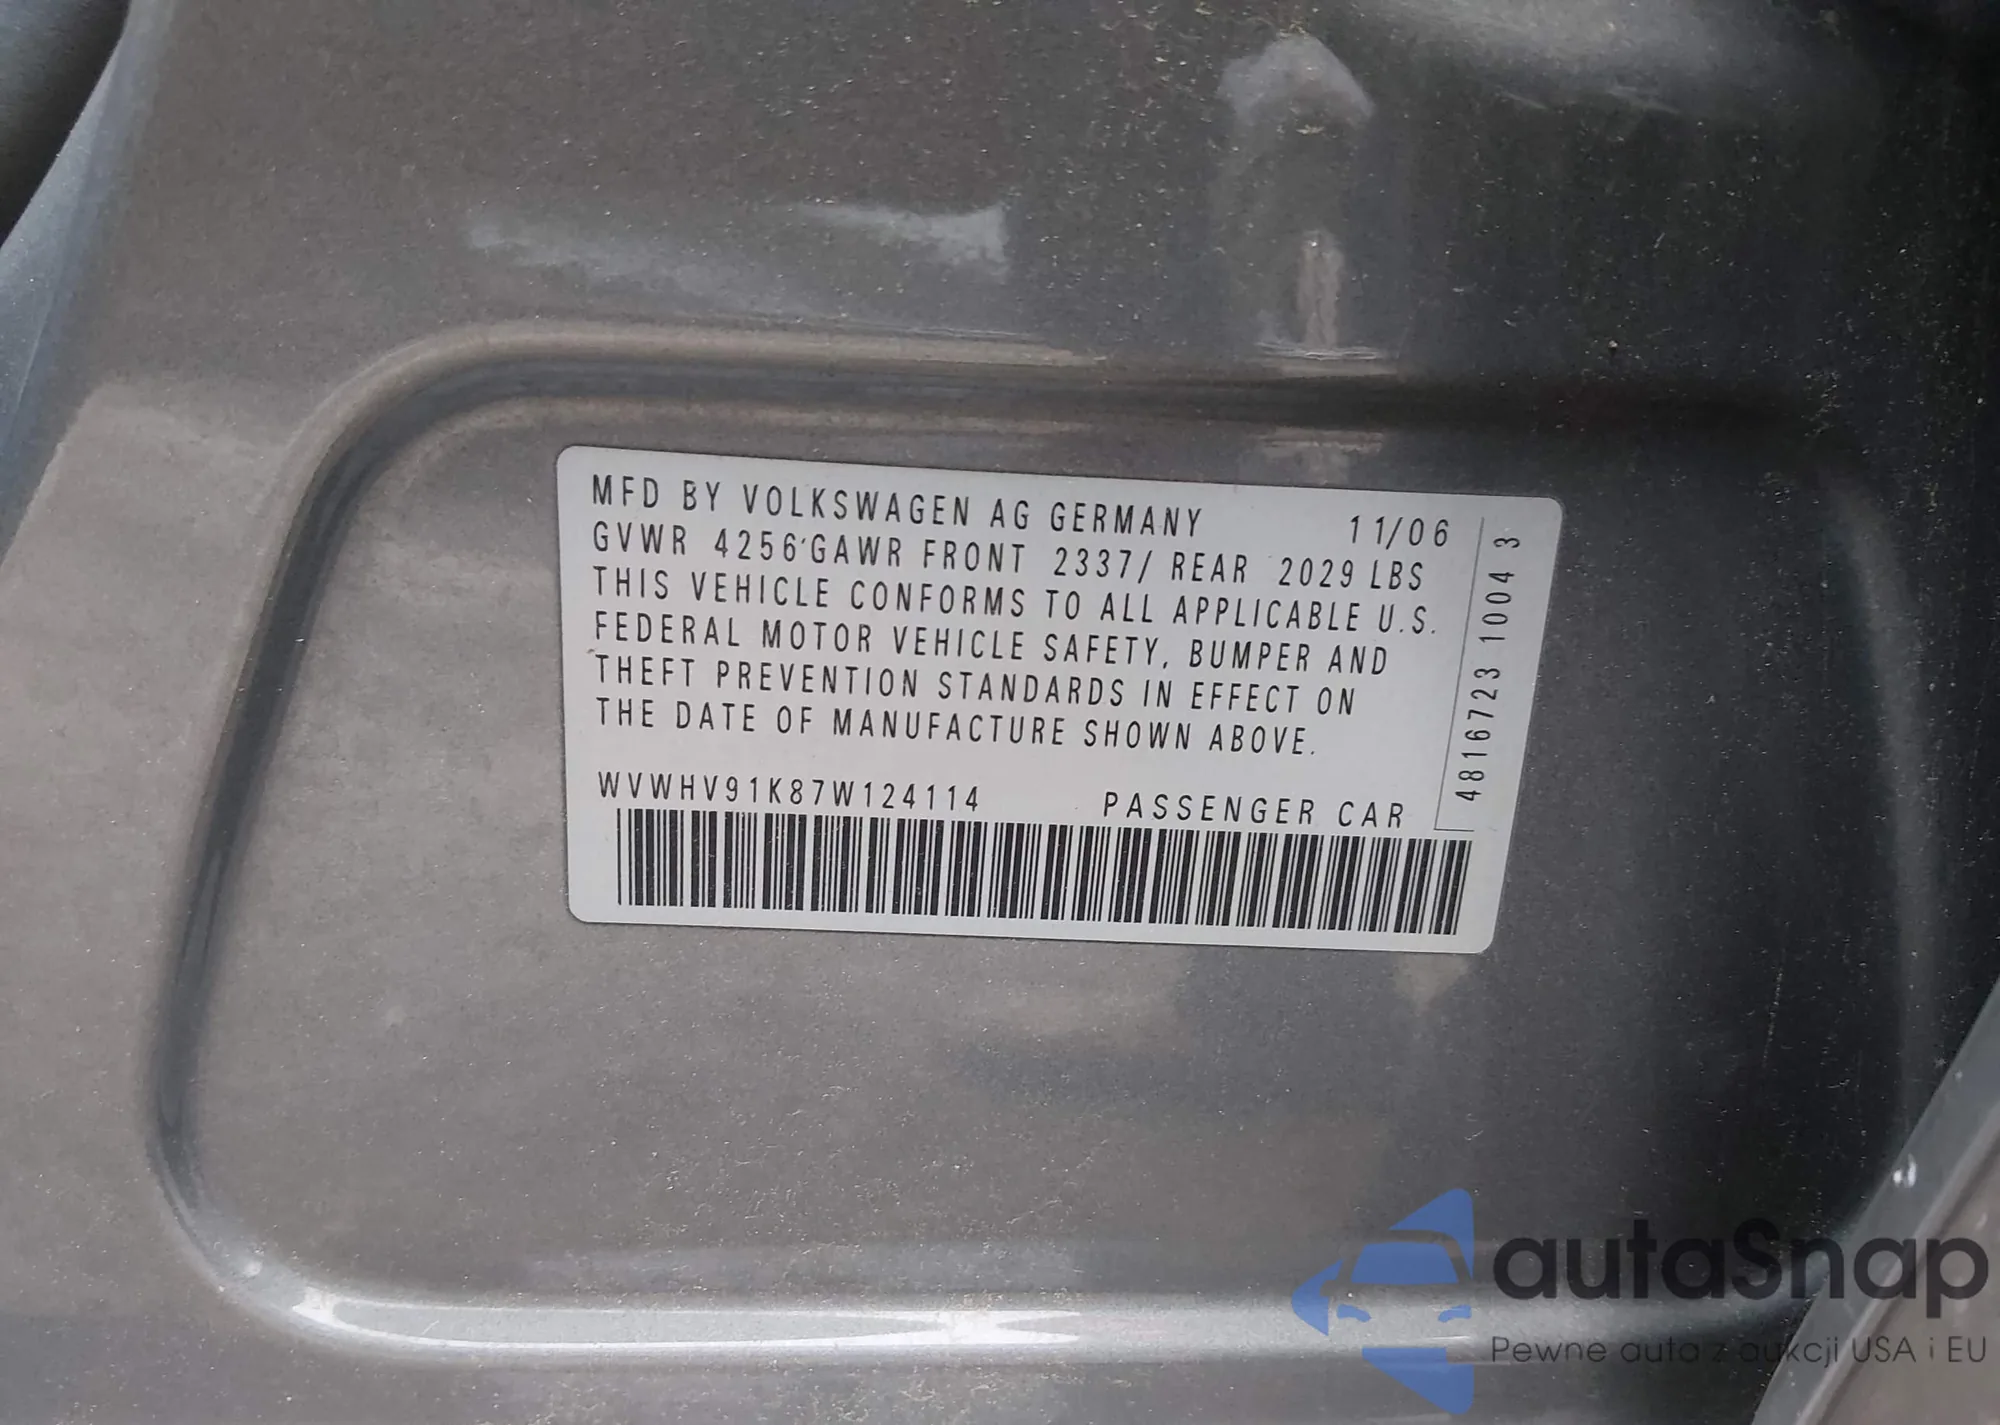 MFD BY VOLKSWAGEN AG GERMANY 11/06
GVWR 4256 GAWR FRONT 2337/ REAR 2029 LBS
THIS VEHICLE CONFORMS TO ALL APPLICABLE U.S.
FEDERAL MOTOR VEHICLE SAFETY, BUMPER AND
THEFT PREVENTION STANDARDS IN EFFECT ON
THE DATE OF MANUFACTURE SHOWN ABOVE.
WVWHV91K87W124114 PASSENGER CAR
4816723 1004 3
autaSnap
Pewne auta z aukcji USA i EU